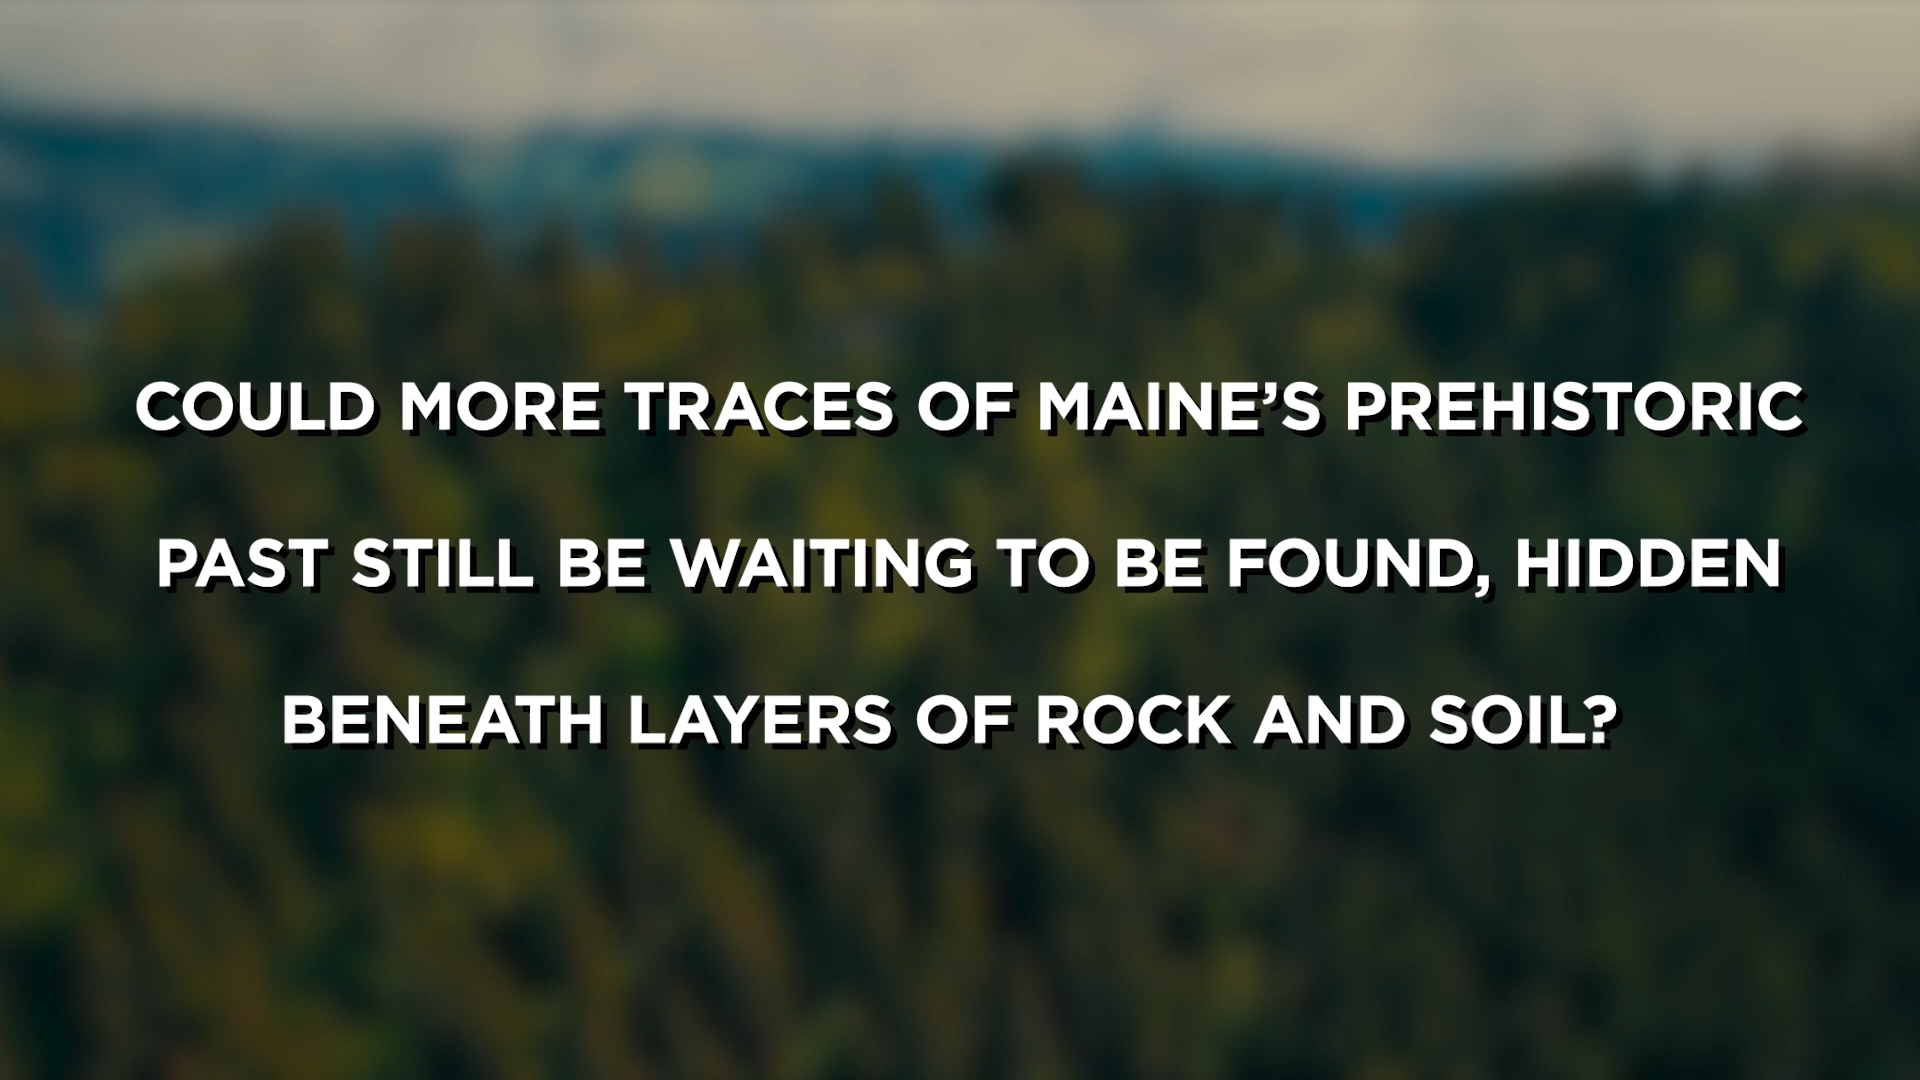 COULD MORE TRACES OF MAINE’S PREHISTORIC
PAST STILL BE WAITING TO BE FOUND, HIDDEN
BENEATH LAYERS OF ROCK AND SOIL?